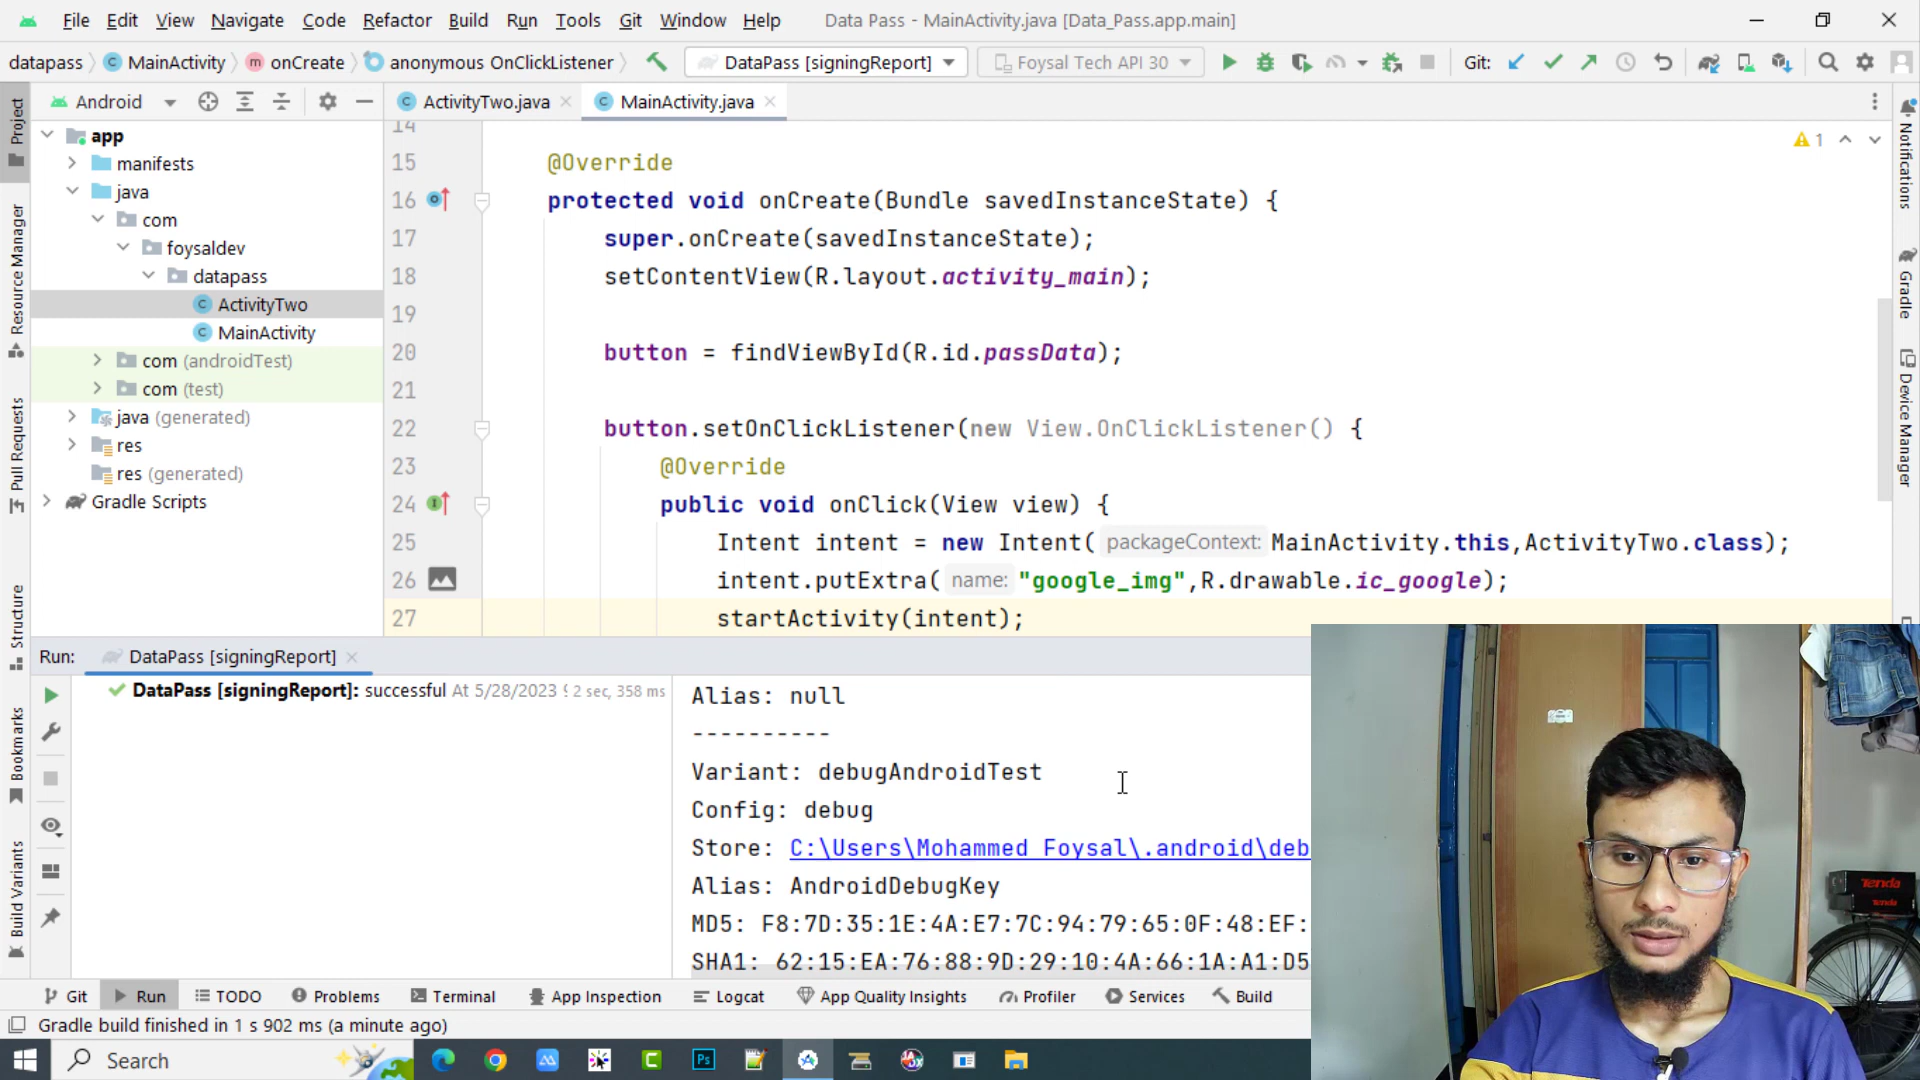 File Edit View Navigate Code Refactor Build Run Tools Git Window Help Data Pass - MainActivity.java [Data_Pass.app.main]
datapass MainActivity onCreate anonymous OnClickListener DataPass [signingReport] Foysal Tech API 30 Git:
Android ActivityTwo.java MainActivity.java
app
manifests
java
com
foysaldev
datapass
ActivityTwo
MainActivity
com (androidTest)
com (test)
java (generated)
res
res (generated)
Gradle Scripts
Project
Resource Manager
Pull Requests
Structure
Bookmarks
Build Variants
14
15 @Override
16 protected void onCreate(Bundle savedInstanceState) {
17 super.onCreate(savedInstanceState);
18 setContentView(R.layout.activity_main);
19
20 button = findViewById(R.id.passData);
21
22 button.setOnClickListener(new View.OnClickListener() {
23 @Override
24 public void onClick(View view) {
25 Intent intent = new Intent( packageContext: MainActivity.this,ActivityTwo.class);
26 intent.putExtra( name: "google_img",R.drawable.ic_google);
27 startActivity(intent);
1
Notifications
Gradle
Device Manager
Run: DataPass [signingReport]
DataPass [signingReport]: successful At 5/28/2023 9 2 sec, 358 ms
Alias: null
----------
Variant: debugAndroidTest
Config: debug
Store: C:\Users\Mohammed Foysal\.android\deb
Alias: AndroidDebugKey
MD5: F8:7D:35:1E:4A:E7:7C:94:79:65:0F:48:EF:
SHA1: 62:15:EA:76:88:9D:29:10:4A:66:1A:A1:D5
Git Run TODO Problems Terminal App Inspection Logcat App Quality Insights Profiler Services Build
Gradle build finished in 1 s 902 ms (a minute ago)
Search
Ps
Tenda
Tenda